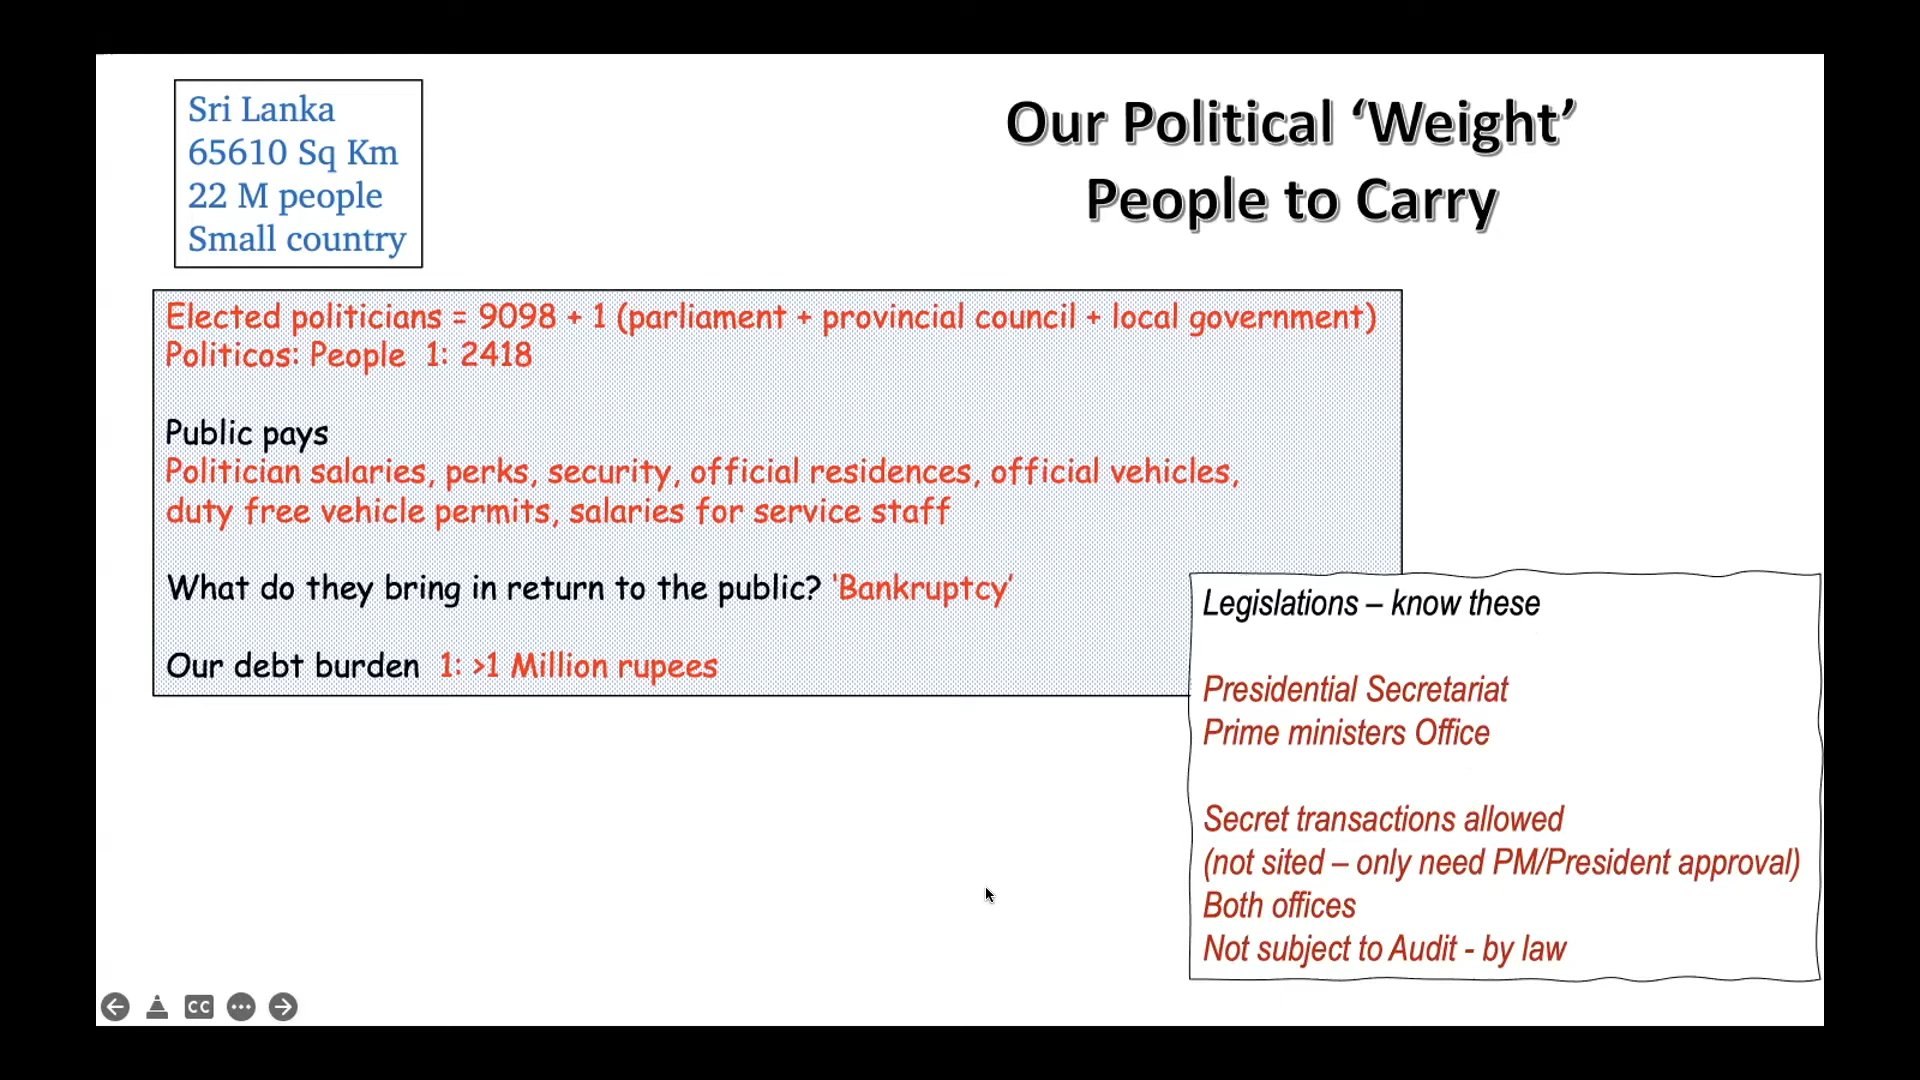 Sri Lanka
65610 Sq Km
22 M people
Small country
Our Political ‘Weight’
People to Carry
Elected politicians = 9098 + 1 (parliament + provincial council + local government)
Politicos: People 1: 2418
Public pays
Politician salaries, perks, security, official residences, official vehicles,
duty free vehicle permits, salaries for service staff
What do they bring in return to the public? ‘Bankruptcy’
Our debt burden 1: >1 Million rupees
Legislations – know these
Presidential Secretariat
Prime ministers Office
Secret transactions allowed
(not sited – only need PM/President approval)
Both offices
Not subject to Audit - by law
CC